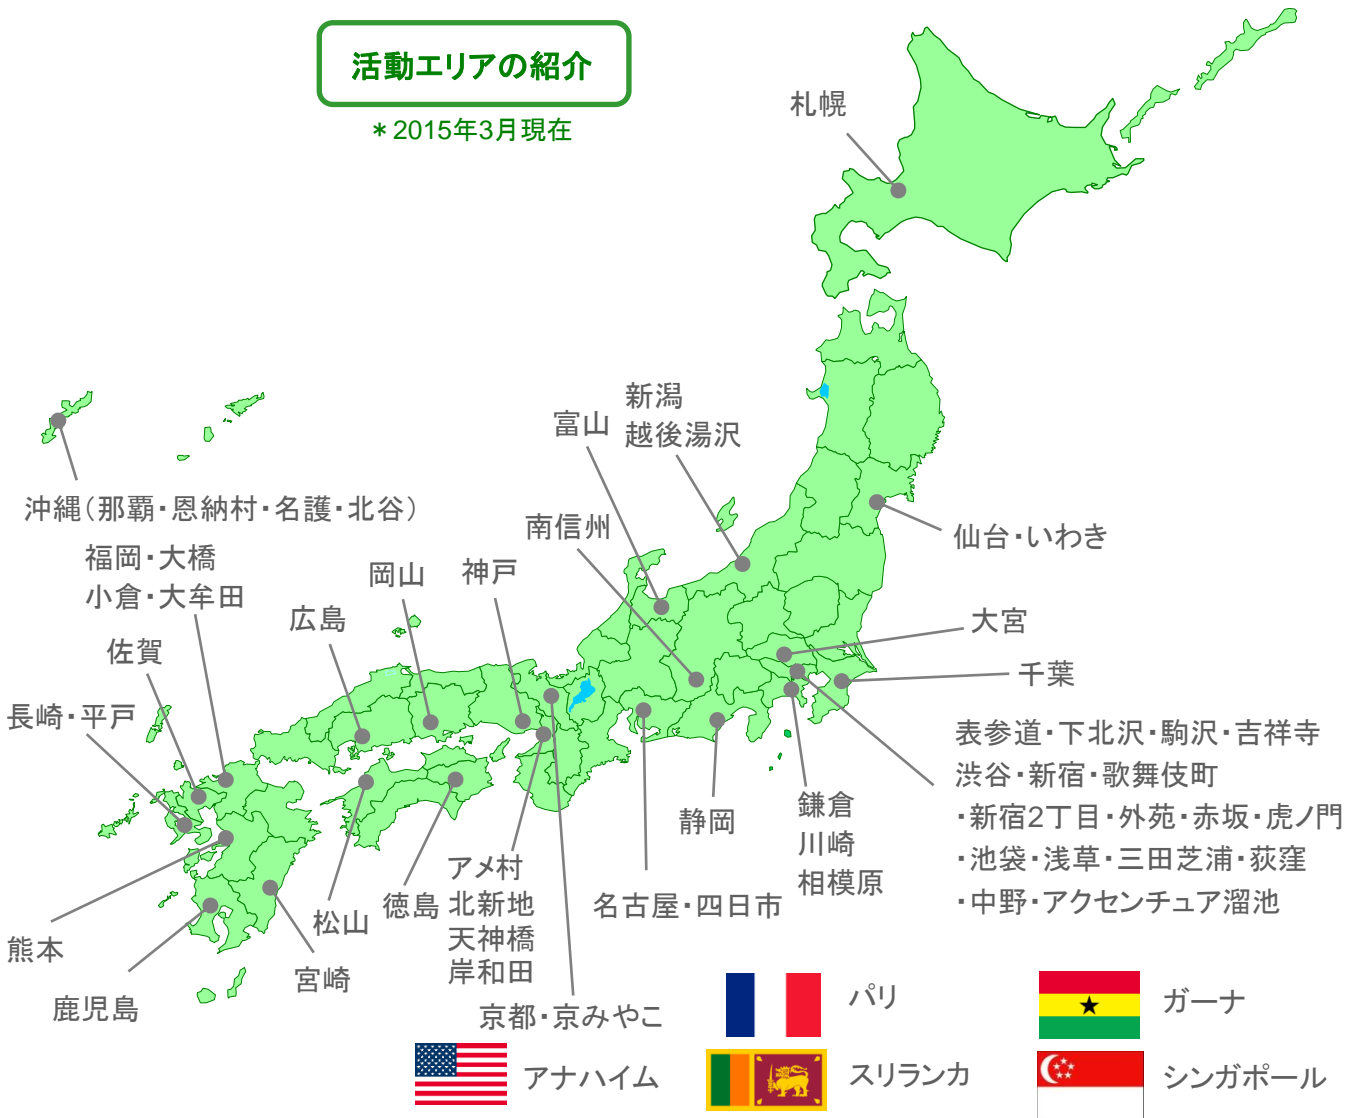 活動エリアの紹介
＊2015年3月現在
札幌
新潟
越後湯沢
富山
南信州
仙台・いわき
沖縄（那覇・恩納村・名護・北谷）
福岡・大橋
小倉・大牟田
佐賀
長崎・平戸
広島
岡山
神戸
大宮
千葉
表参道・下北沢・駒沢・吉祥寺
渋谷・新宿・歌舞伎町
・新宿2丁目・外苑・赤坂・虎ノ門
・池袋・浅草・三田芝浦・荻窪
・中野・アクセンチュア溜池
鎌倉
川崎
相模原
静岡
名古屋・四日市
アメ村
北新地
天神橋
岸和田
徳島
松山
京都・京みやこ
熊本
鹿児島
宮崎
パリ
ガーナ
アナハイム
スリランカ
シンガポール